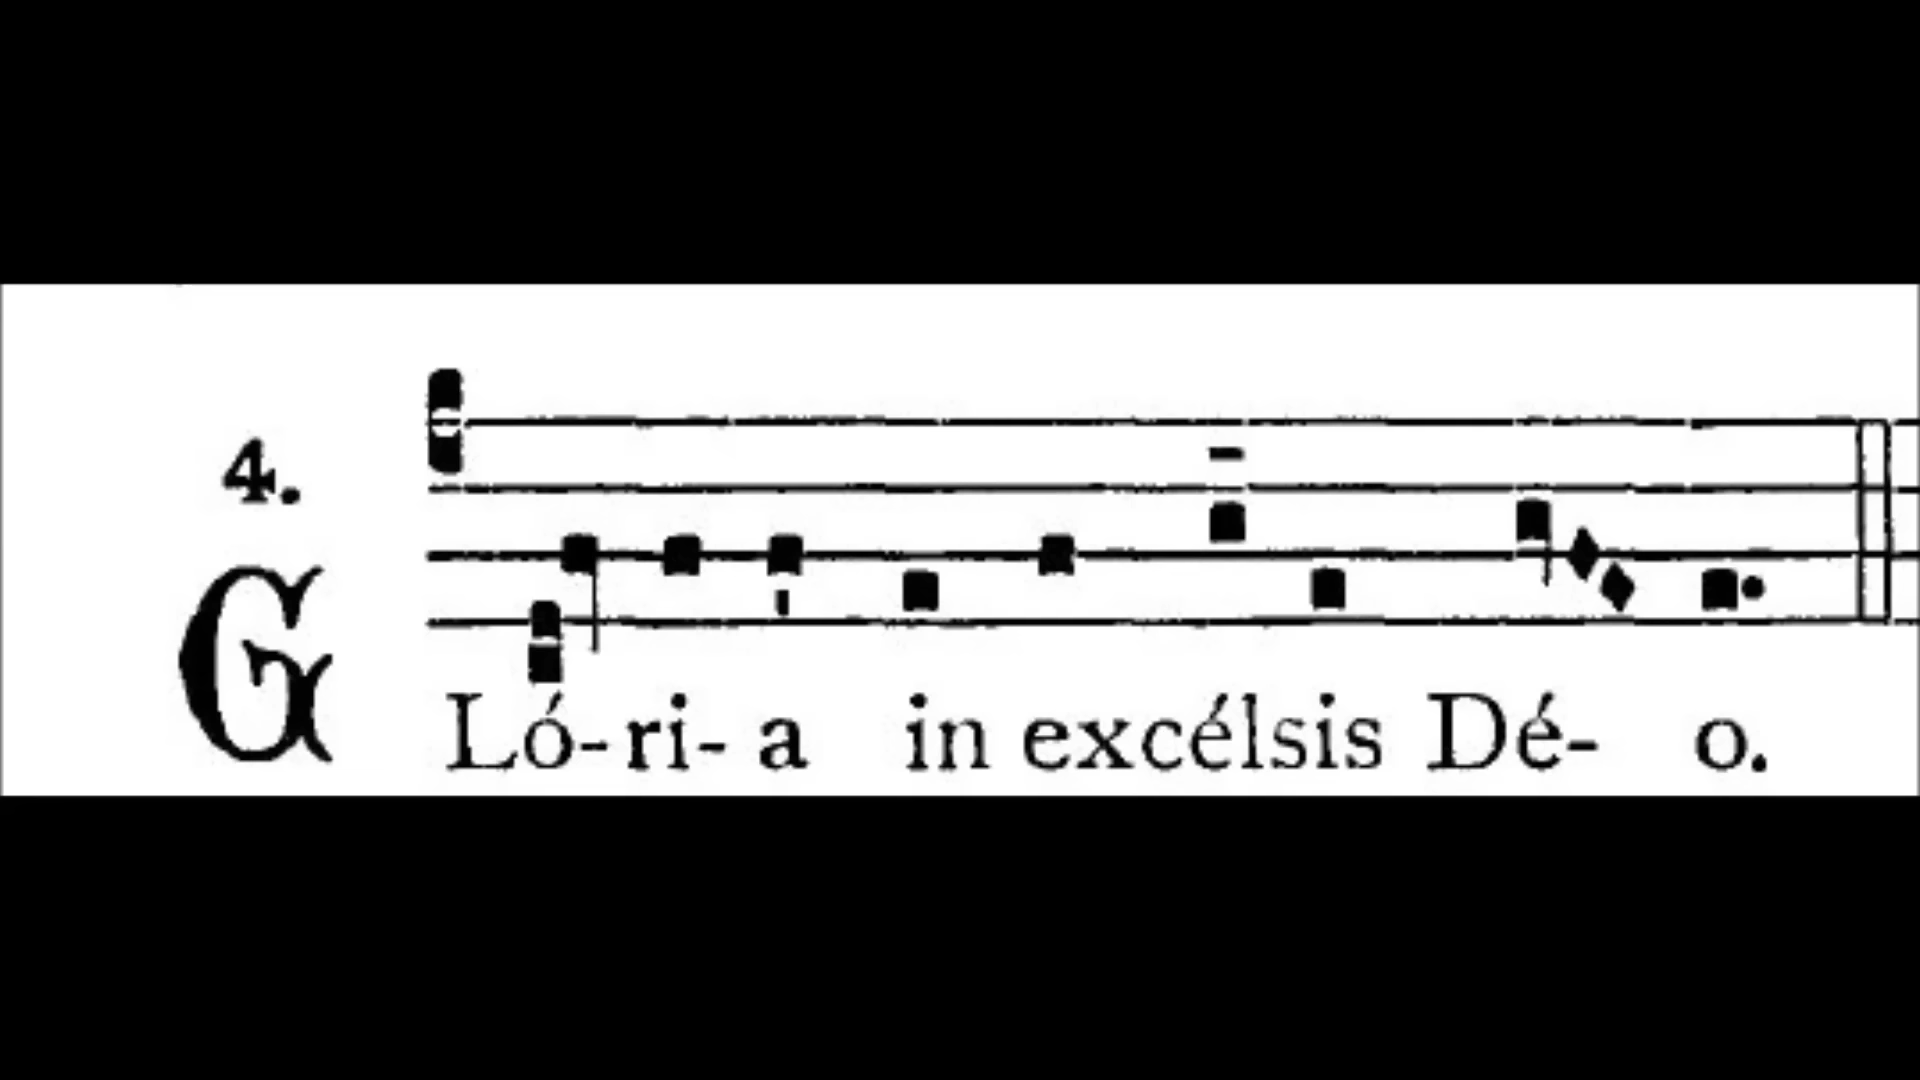 4.
GLó-ri- a in excélsis Dé- o.